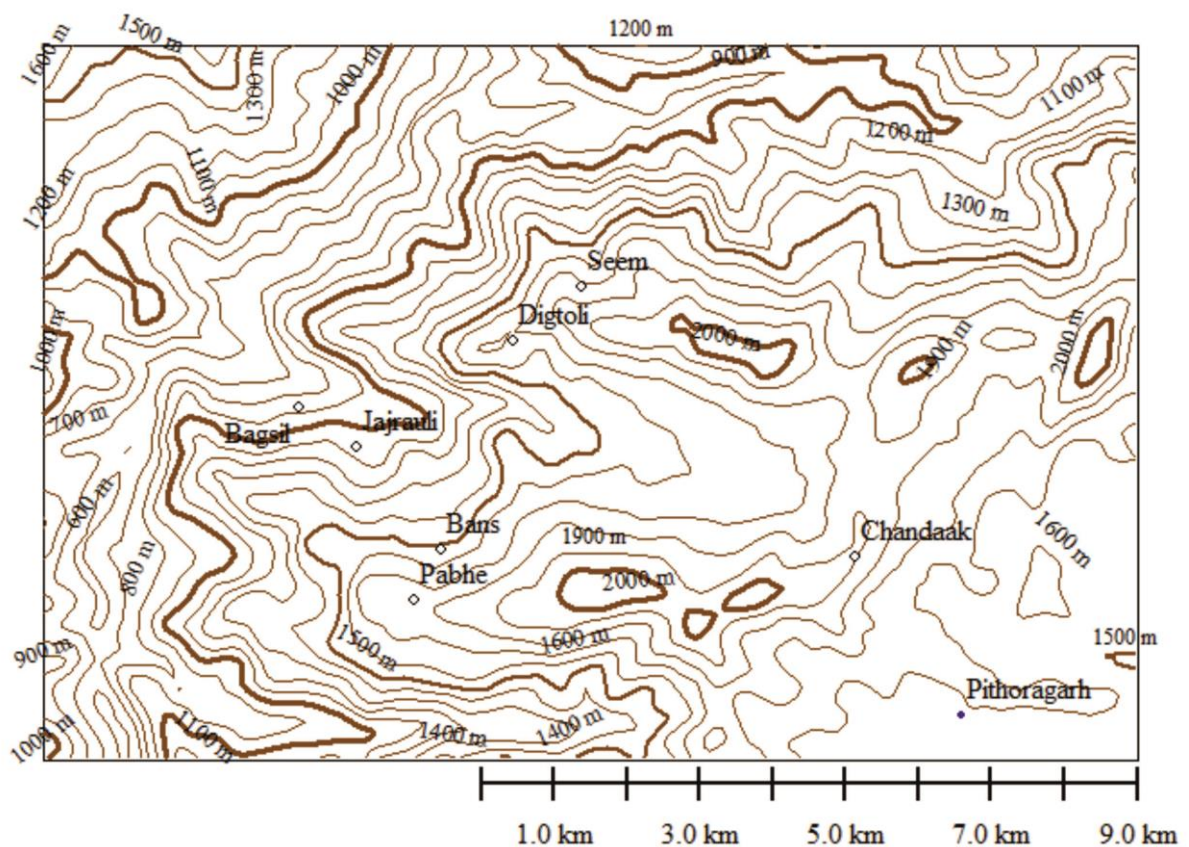 1200 m
1500 m
1600 m
900 m
1300 m
1000 m
1100 m
1200 m
1100 m
1200 m
1300 m
Seem
Digtoli
2000 m
1900 m
2000 m
1000 m
700 m
Bagsil
Jajrauli
600 m
Bans
1900 m
Chandaak
1600 m
800 m
Pabhe
2000 m
1500 m
1600 m
1500 m
900 m
Pithoragarh
1000 m
1100 m
1400 m
1400 m
1.0 km 3.0 km 5.0 km 7.0 km 9.0 km